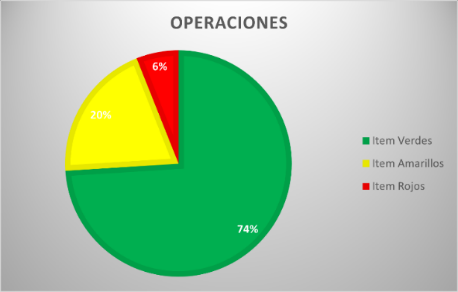 OPERACIONES
6%
20%
74%
Item Verdes
Item Amarillos
Item Rojos